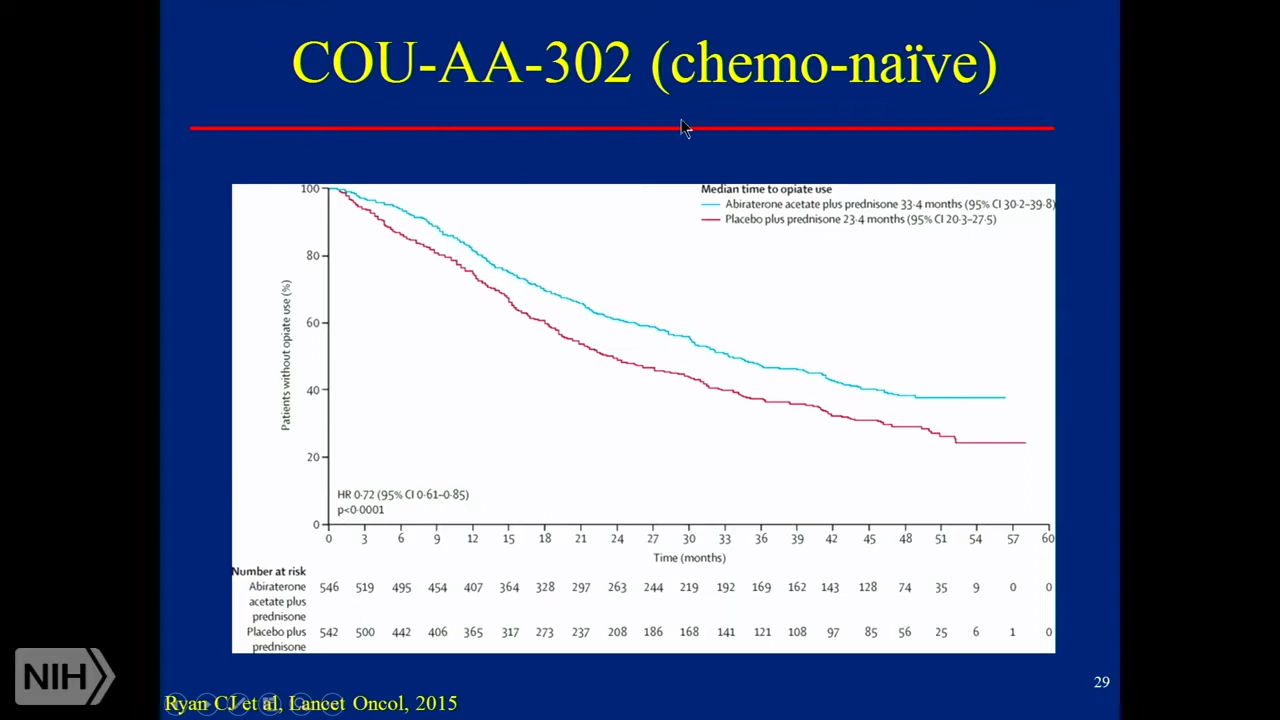 COU-AA-302 (chemo-naïve)
Median time to opiate use
Abiraterone acetate plus prednisone 33·4 months (95% CI 30·2–39·8)
Placebo plus prednisone 23·4 months (95% CI 20·3–27·5)
100
80
60
40
20
0
Patients without opiate use (%)
HR 0·72 (95% CI 0·61–0·85)
p<0·0001
0 3 6 9 12 15 18 21 24 27 30 33 36 39 42 45 48 51 54 57 60
Time (months)
Number at risk
Abiraterone 546 519 495 454 407 364 328 297 263 244 219 192 169 162 143 128 74 35 9 0 0
acetate plus
prednisone
Placebo plus 542 500 442 406 365 317 273 237 208 186 168 141 121 108 97 85 56 25 6 1 0
prednisone
NIH
29
Ryan CJ et al, Lancet Oncol, 2015